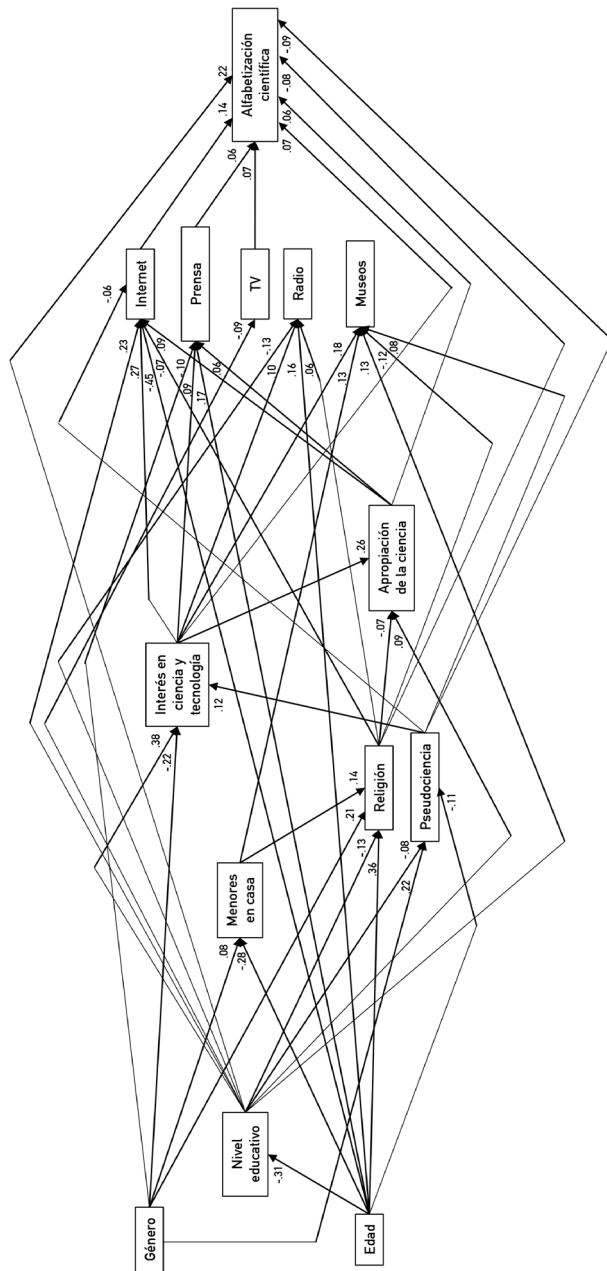 Género
Edad
Nivel
educativo
-.31
Menores
en casa
.08
-.28
Interés en
ciencia y
tecnología
.38
-.22
.12
Religión
.14
.21
-.13
.36
Pseudociencia
-.08
.22
-.11
Apropiación
de la ciencia
.26
-.07
.09
Internet
-.06
.23
.27
-.45
-.07
.09
Prensa
-.10
.09
.17
TV
-.09
.06
Radio
-.13
.10
.16
.06
Museos
.18
.13
.13
-.12
.08
Alfabetización
científica
.22
.14
.06
.07
-.09
-.08
.06
.07